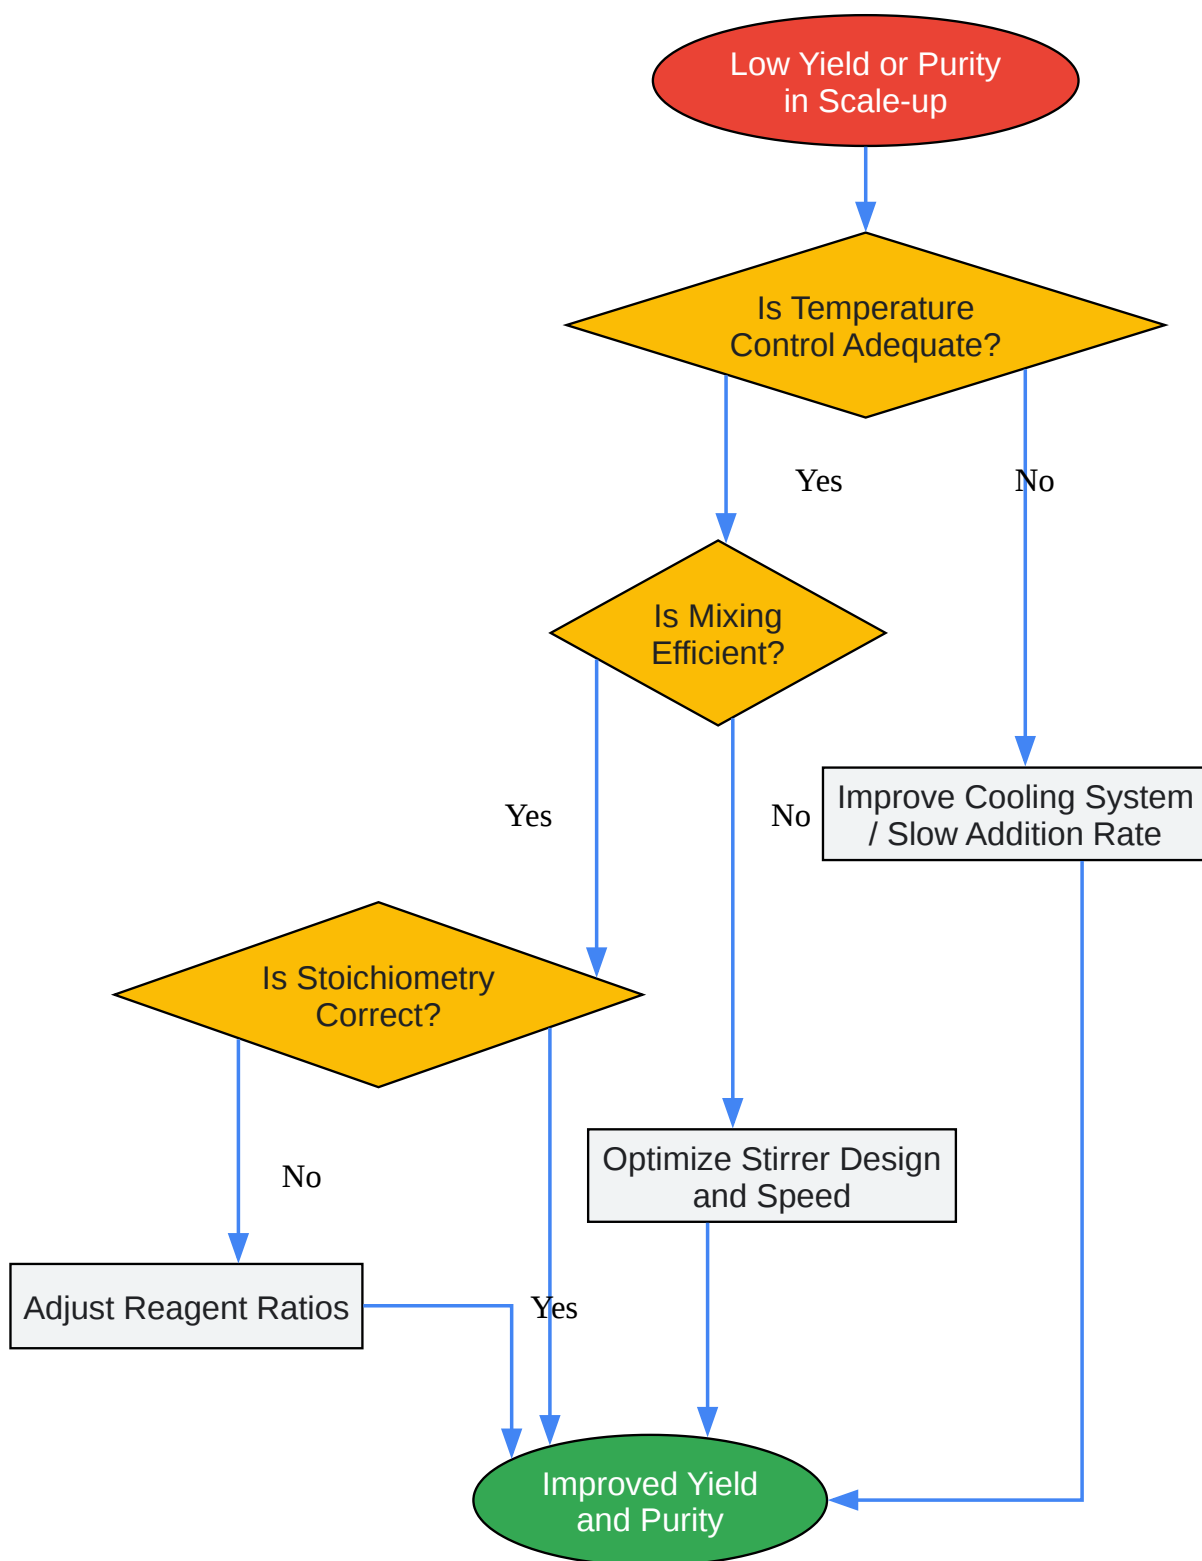 Low Yield or Purity
in Scale-up
Is Temperature
Control Adequate?
Yes
No
Is Mixing
Efficient?
Improve Cooling System
/ Slow Addition Rate
Yes
No
Is Stoichiometry
Correct?
Optimize Stirrer Design
and Speed
No
Adjust Reagent Ratios
Yes
Improved Yield
and Purity